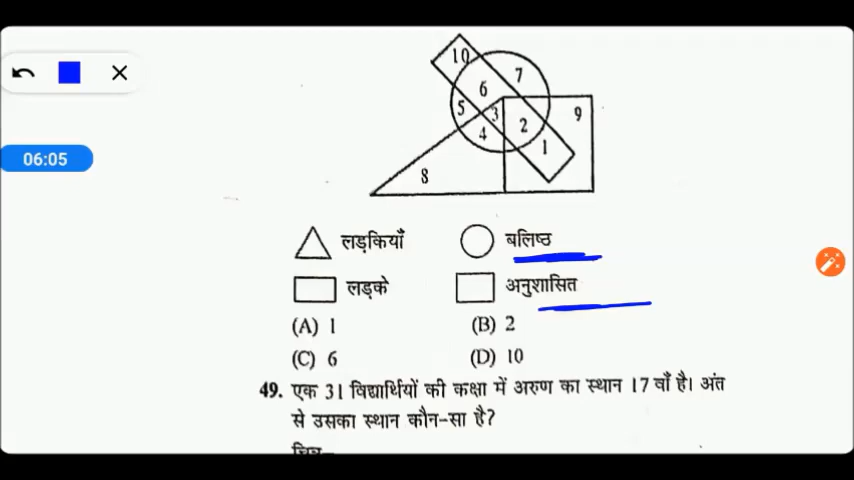 10
7
6
5
3
9
2
4
1
8
06:05
लड़कियाँ बलिष्ठ
लड़के अनुशासित
(A) 1 (B) 2
(C) 6 (D) 10
49. एक 31 विद्यार्थियों की कक्षा में अरुण का स्थान 17 वाँ है। अंत
से उसका स्थान कौन-सा है?